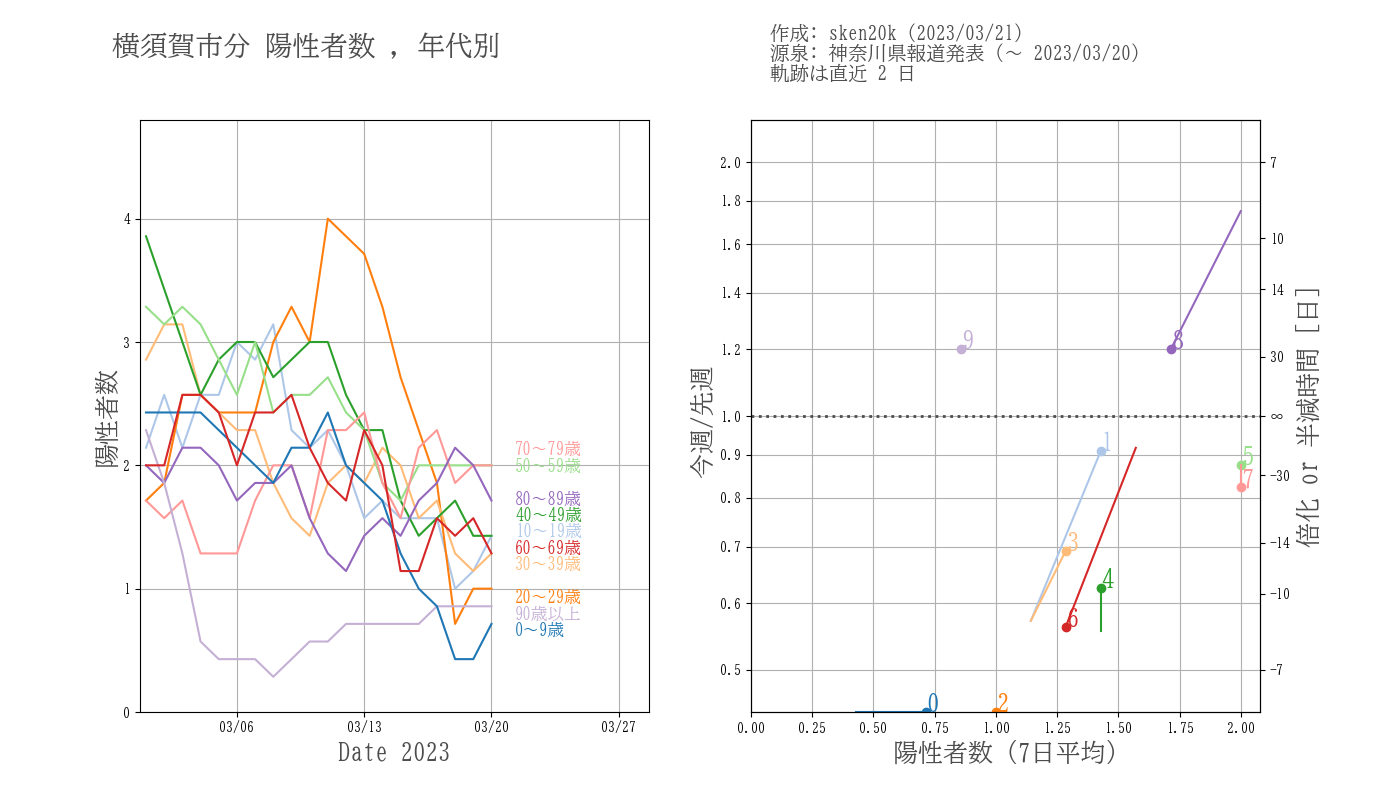 横須賀市分 陽性者数 , 年代別
作成: sken20k (2023/03/21)
源泉: 神奈川県報道発表 (〜 2023/03/20)
軌跡は直近 2 日
陽性者数
4
3
2
1
0
03/06
03/13
03/20
03/27
Date 2023
70〜79歳
50〜59歳
80〜89歳
40〜49歳
10〜19歳
60〜69歳
30〜39歳
20〜29歳
90歳以上
0〜9歳
今週/先週
2.0
1.8
1.6
1.4
1.2
1.0
0.9
0.8
0.7
0.6
0.5
9
8
1
5
7
3
4
6
0
2
0.00
0.25
0.50
0.75
1.00
1.25
1.50
1.75
2.00
陽性者数 (7日平均)
7
10
14
30
∞
−30
−14
−10
−7
倍化 or 半減時間 [日]